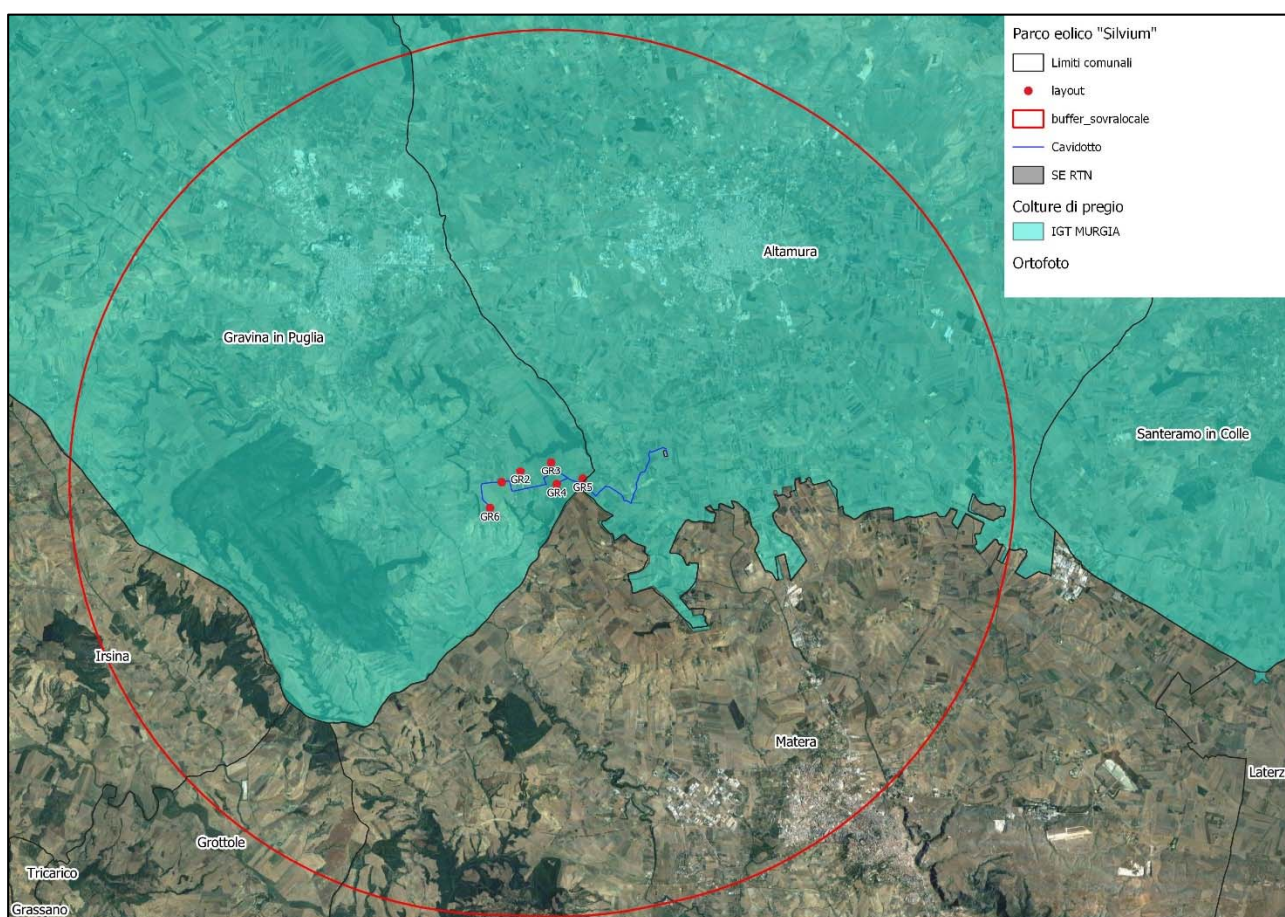 Parco eolico "Silvium"
Limiti comunali
layout
buffer_sovralocale
Cavidotto
SE RTN
Colture di pregio
IGT MURGIA
Ortofoto
Altamura
Gravina in Puglia
Santeramo in Colle
GR3
GR2
GR4
GR5
GR6
Irsina
Matera
Laterz
Grottole
Tricarico
Grassano